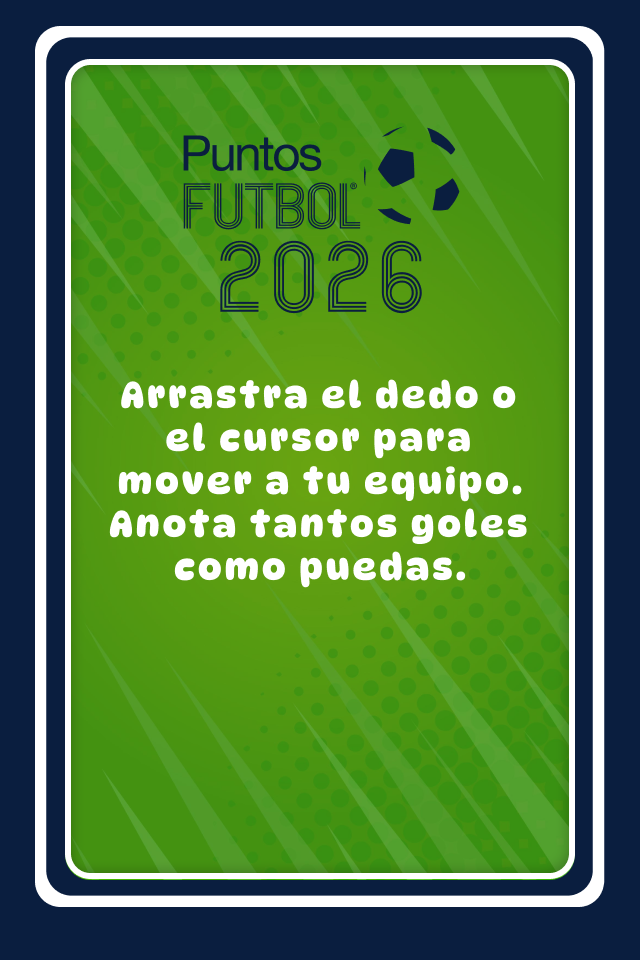 Puntos
FUTBOL®
2026
Arrastra el dedo o
el cursor para
mover a tu equipo.
Anota tantos goles
como puedas.